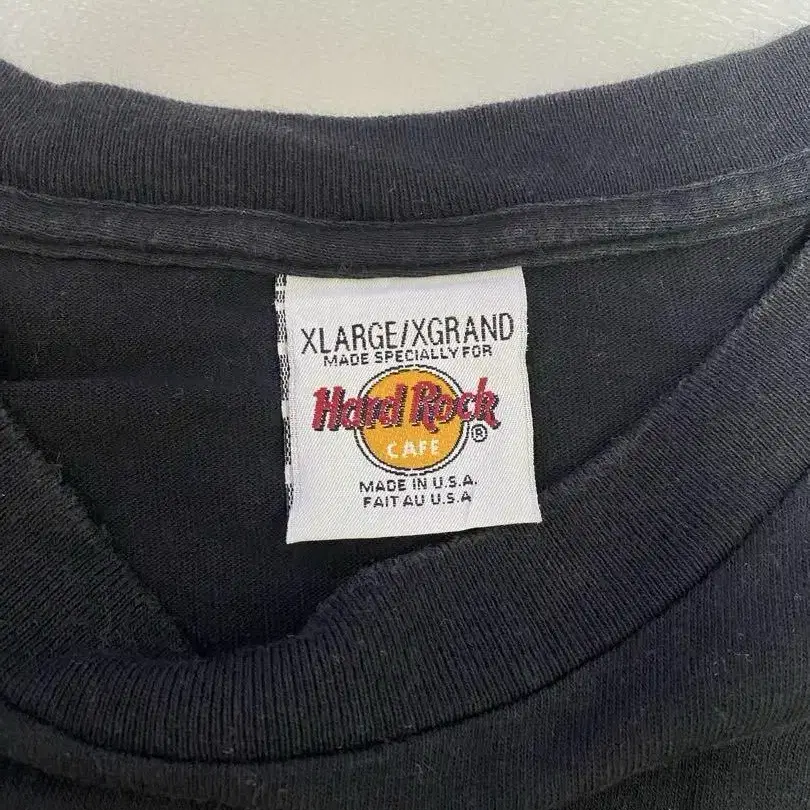 XLARGE/XGRAND
MADE SPECIALLY FOR
Hard Rock
®
CAFE
MADE IN U.S.A.
FAIT AU U.S.A